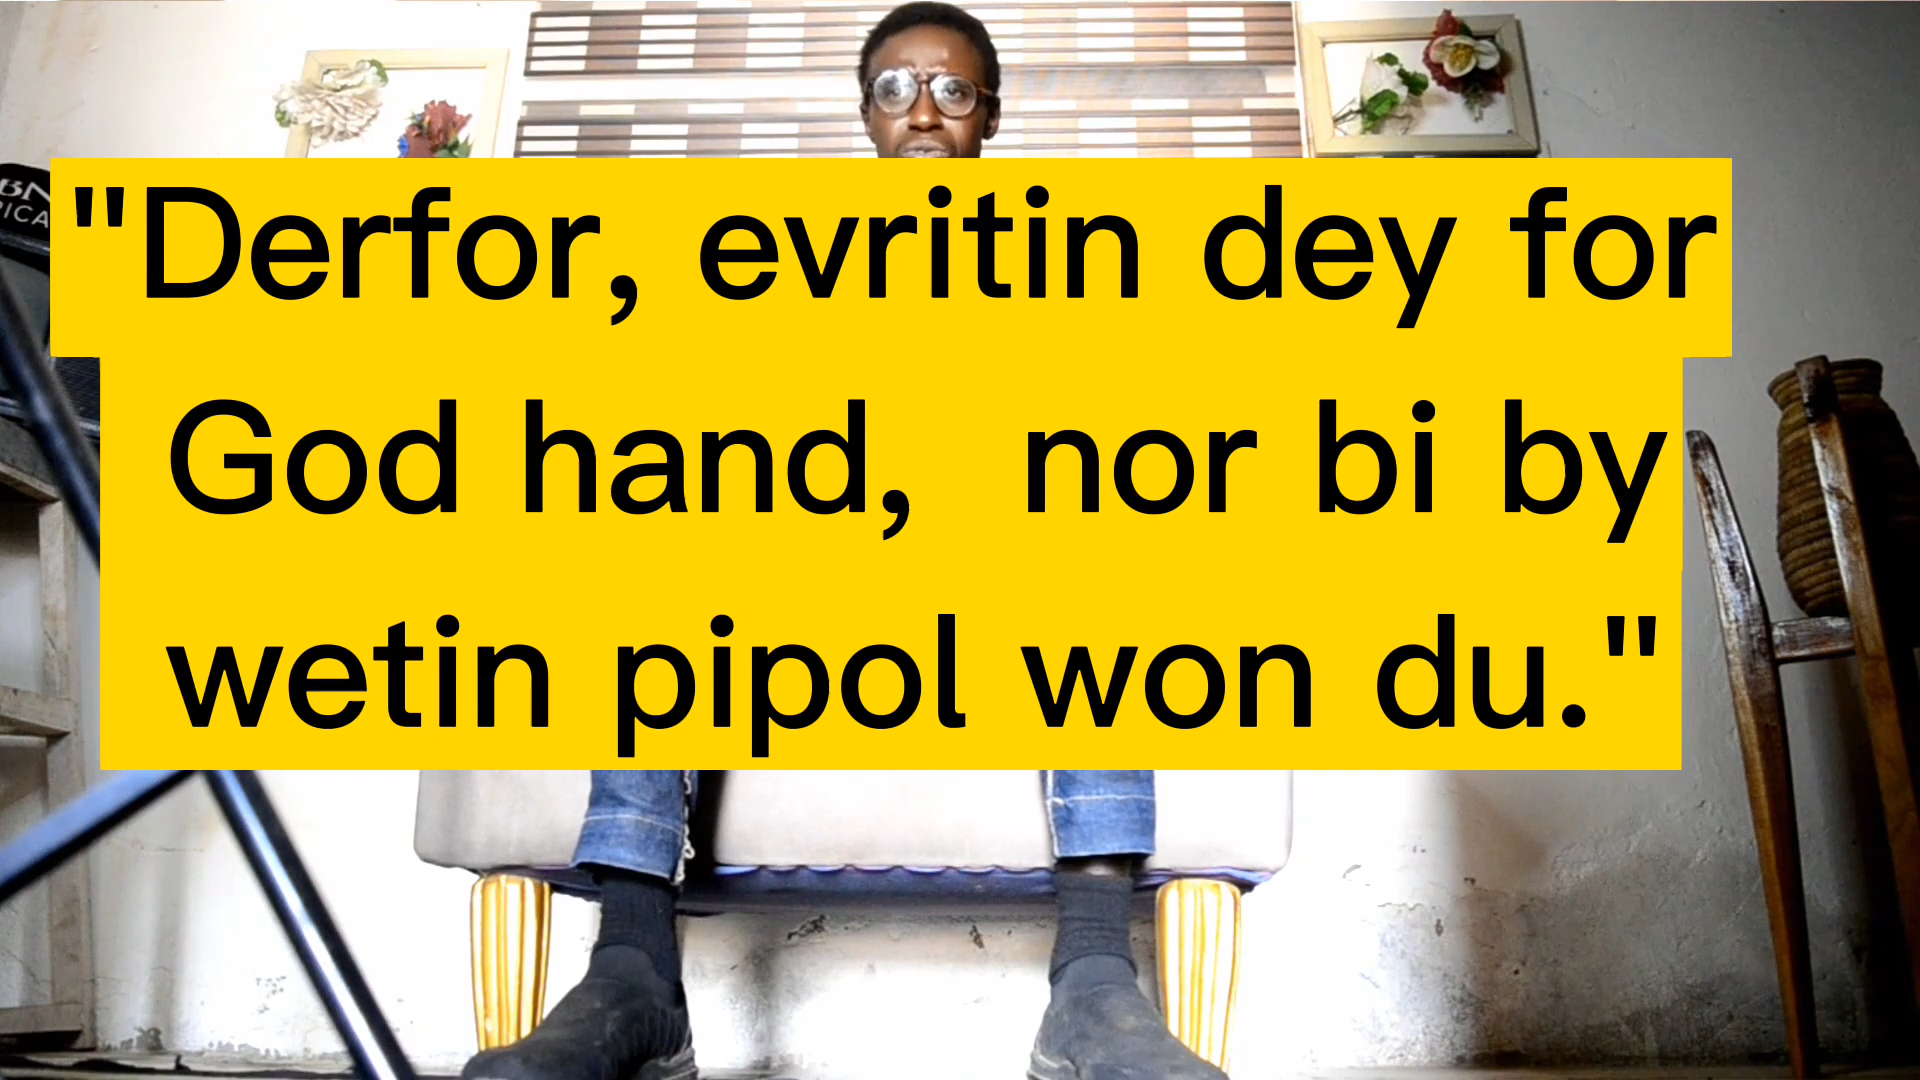 "Derfor, evritin dey for
God hand,  nor bi by
wetin pipol won du."